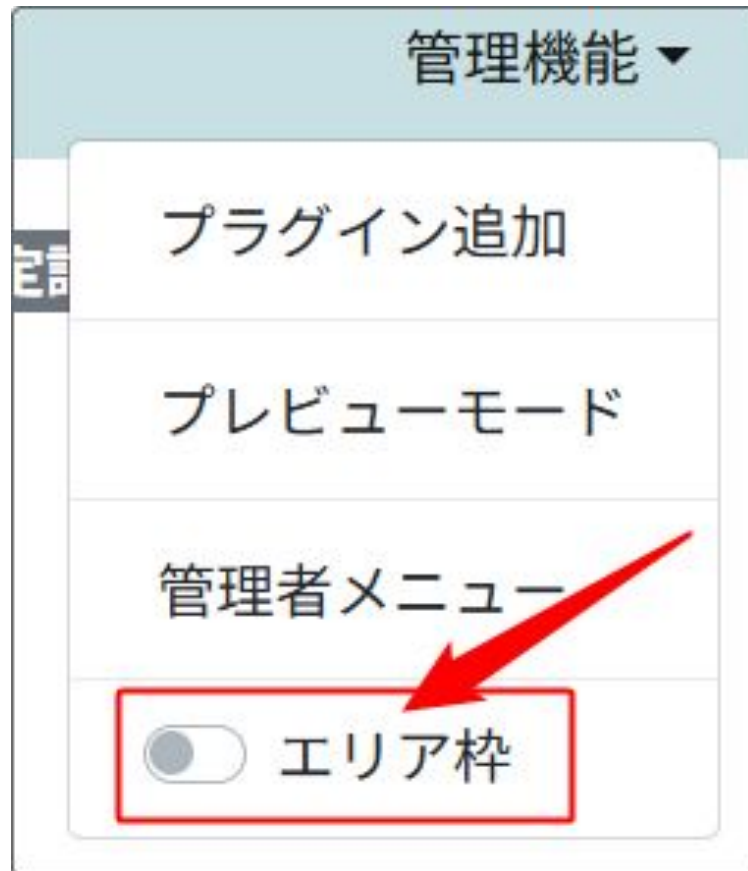 管理機能
プラグイン追加
プレビューモード
管理者メニュー
エリア枠